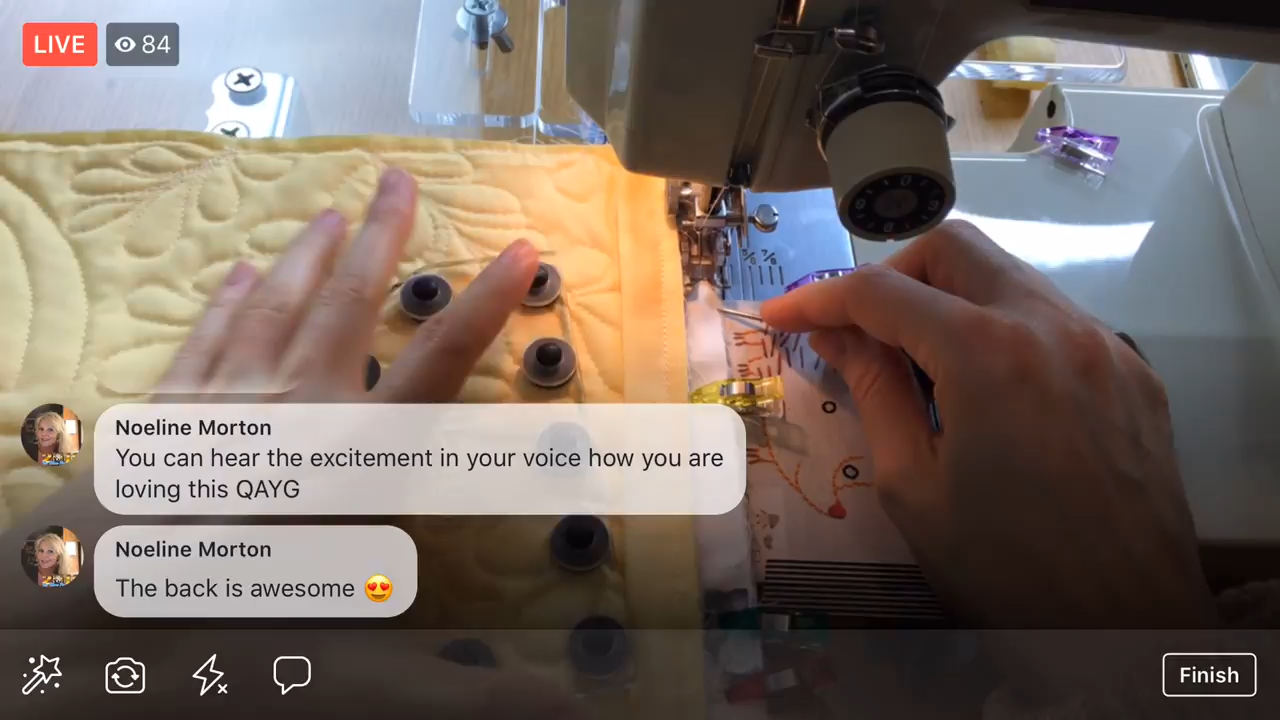 LIVE
84
Noeline Morton
You can hear the excitement in your voice how you are
loving this QAYG
Noeline Morton
The back is awesome 😍
Finish